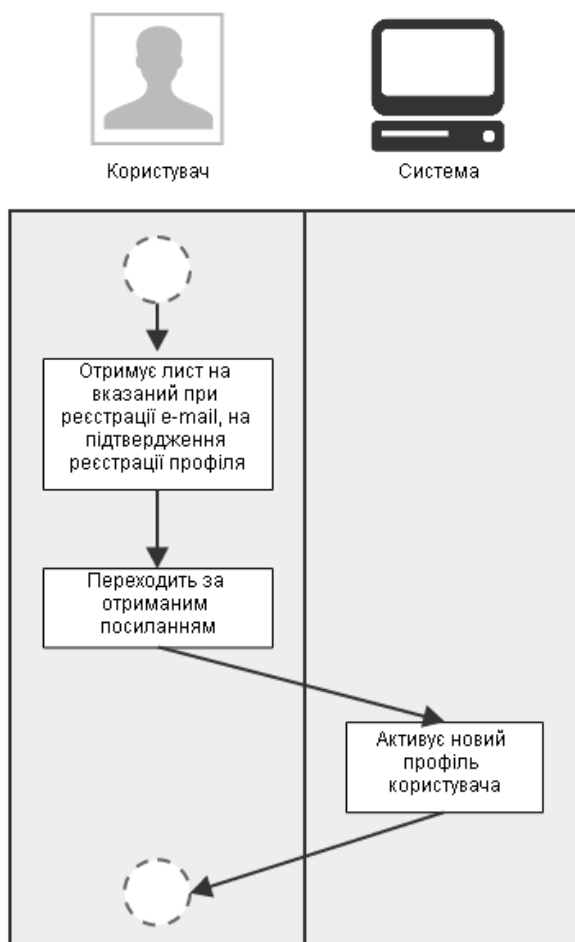 Користувач
Система
Отримує лист на
вказаний при
реєстрації e-mail, на
підтвердження
реєстрації профіля
Переходить за
отриманим
посиланням
Активує новий
профіль
користувача